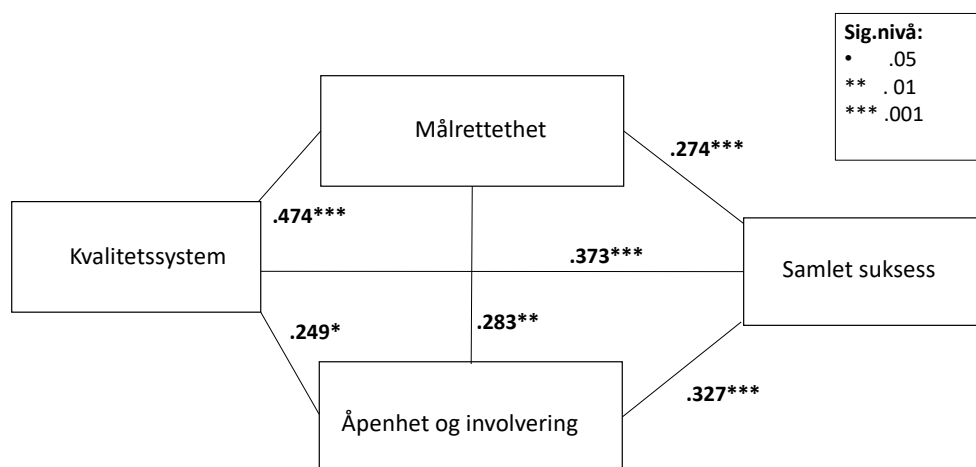 Sig.nivå:
• .05
** . 01
*** .001
Målrettethet
.274***
.474***
Kvalitetssystem
.373***
Samlet suksess
.249*
.283**
.327***
Åpenhet og involvering